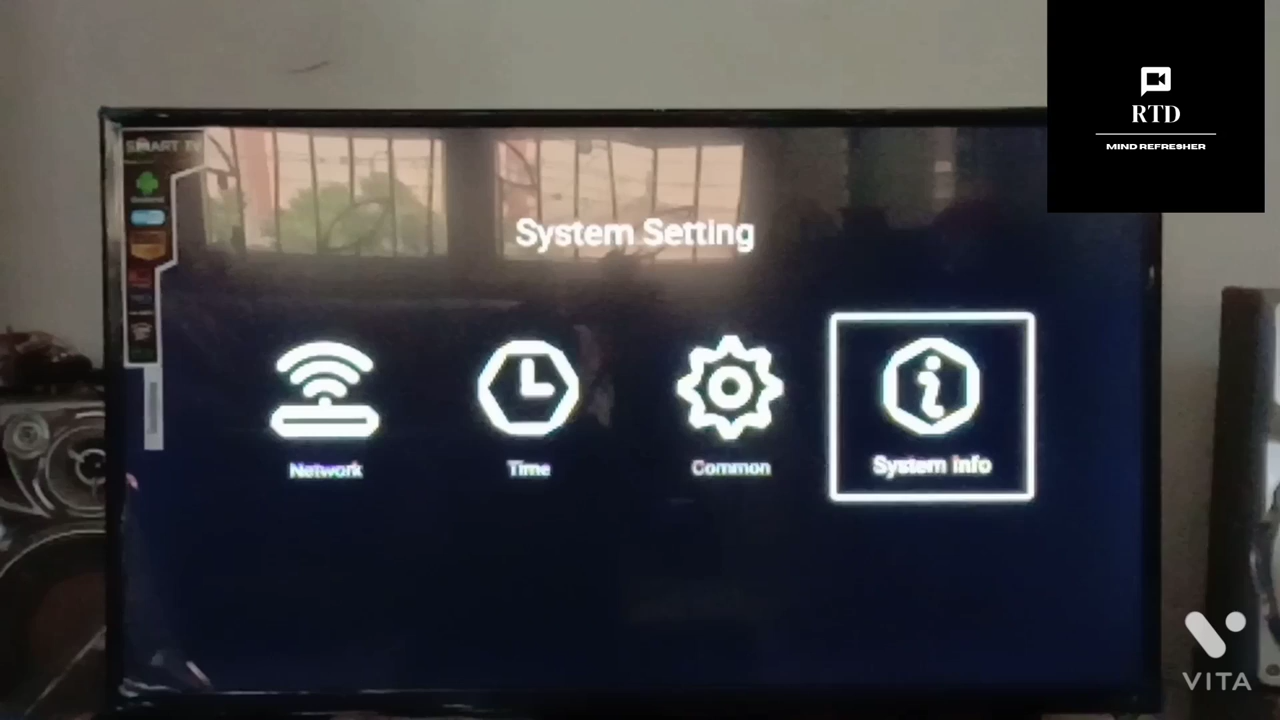 RTD
MIND REFRESHER
SMART TV
System Setting
Network
Time
Common
System Info
VITA